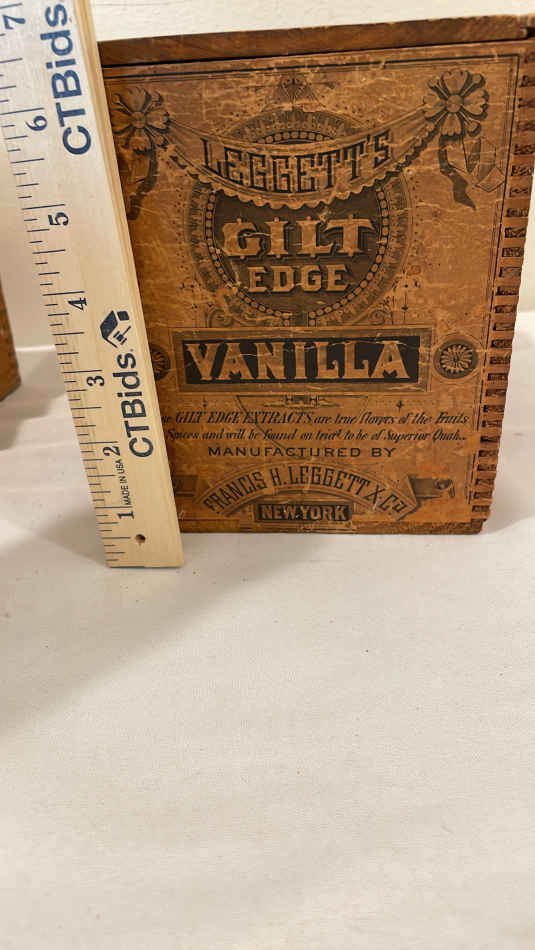 LEGGETT'S
GILT
EDGE
VANILLA
GILT EDGE EXTRACTS are true flavors of the Fruits
Spices and will be found on trial to be of Superior
MANUFACTURED BY
FRANCIS H. LEGGETT & Co
NEW YORK
7
6
5
4
3
2
1
CTBids
CTBids.
MADE IN USA